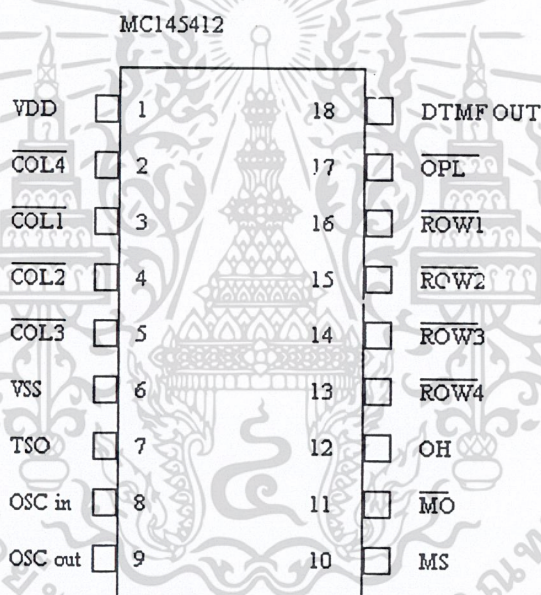 MC145412
VDD 1 18 DTMF OUT
COL4 2 17 OPL
COL1 3 16 ROW1
COL2 4 15 ROW2
COL3 5 14 ROW3
VSS 6 13 ROW4
TSO 7 12 OH
OSC in 8 11 MO
OSC out 9 10 MS